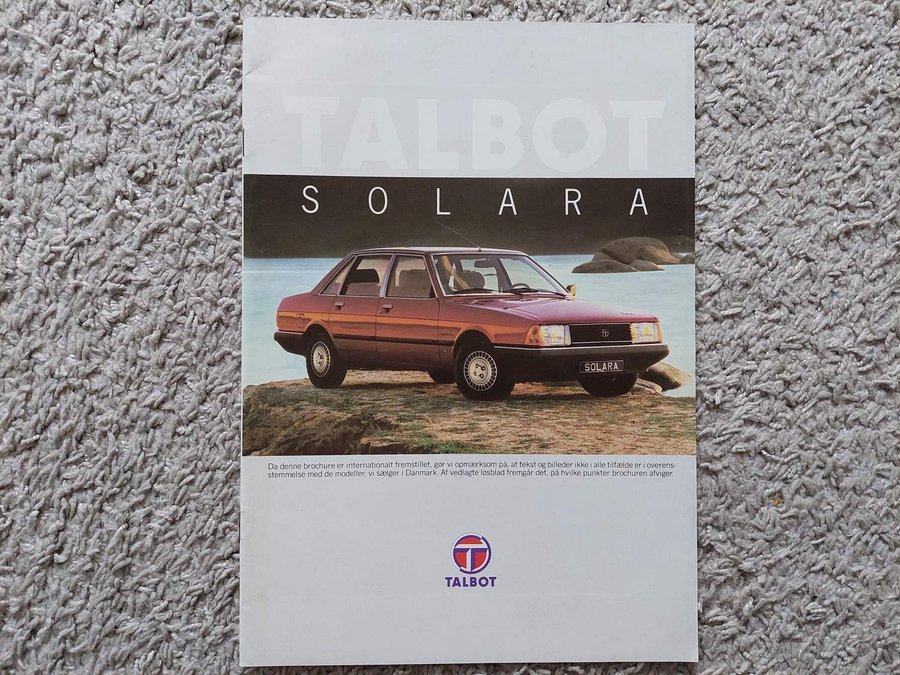 TALBOT
SOLARA
SOLARA
Da denne brochure er internationalt fremstillet, gør vi opmærksom på, at tekst og billeder ikke i alle tilfælde er i overens-
stemmelse med de modeller, vi sælger i Danmark. Af vedlagte løsblad fremgår det, på hvilke punkter brochuren afviger.
T
TALBOT